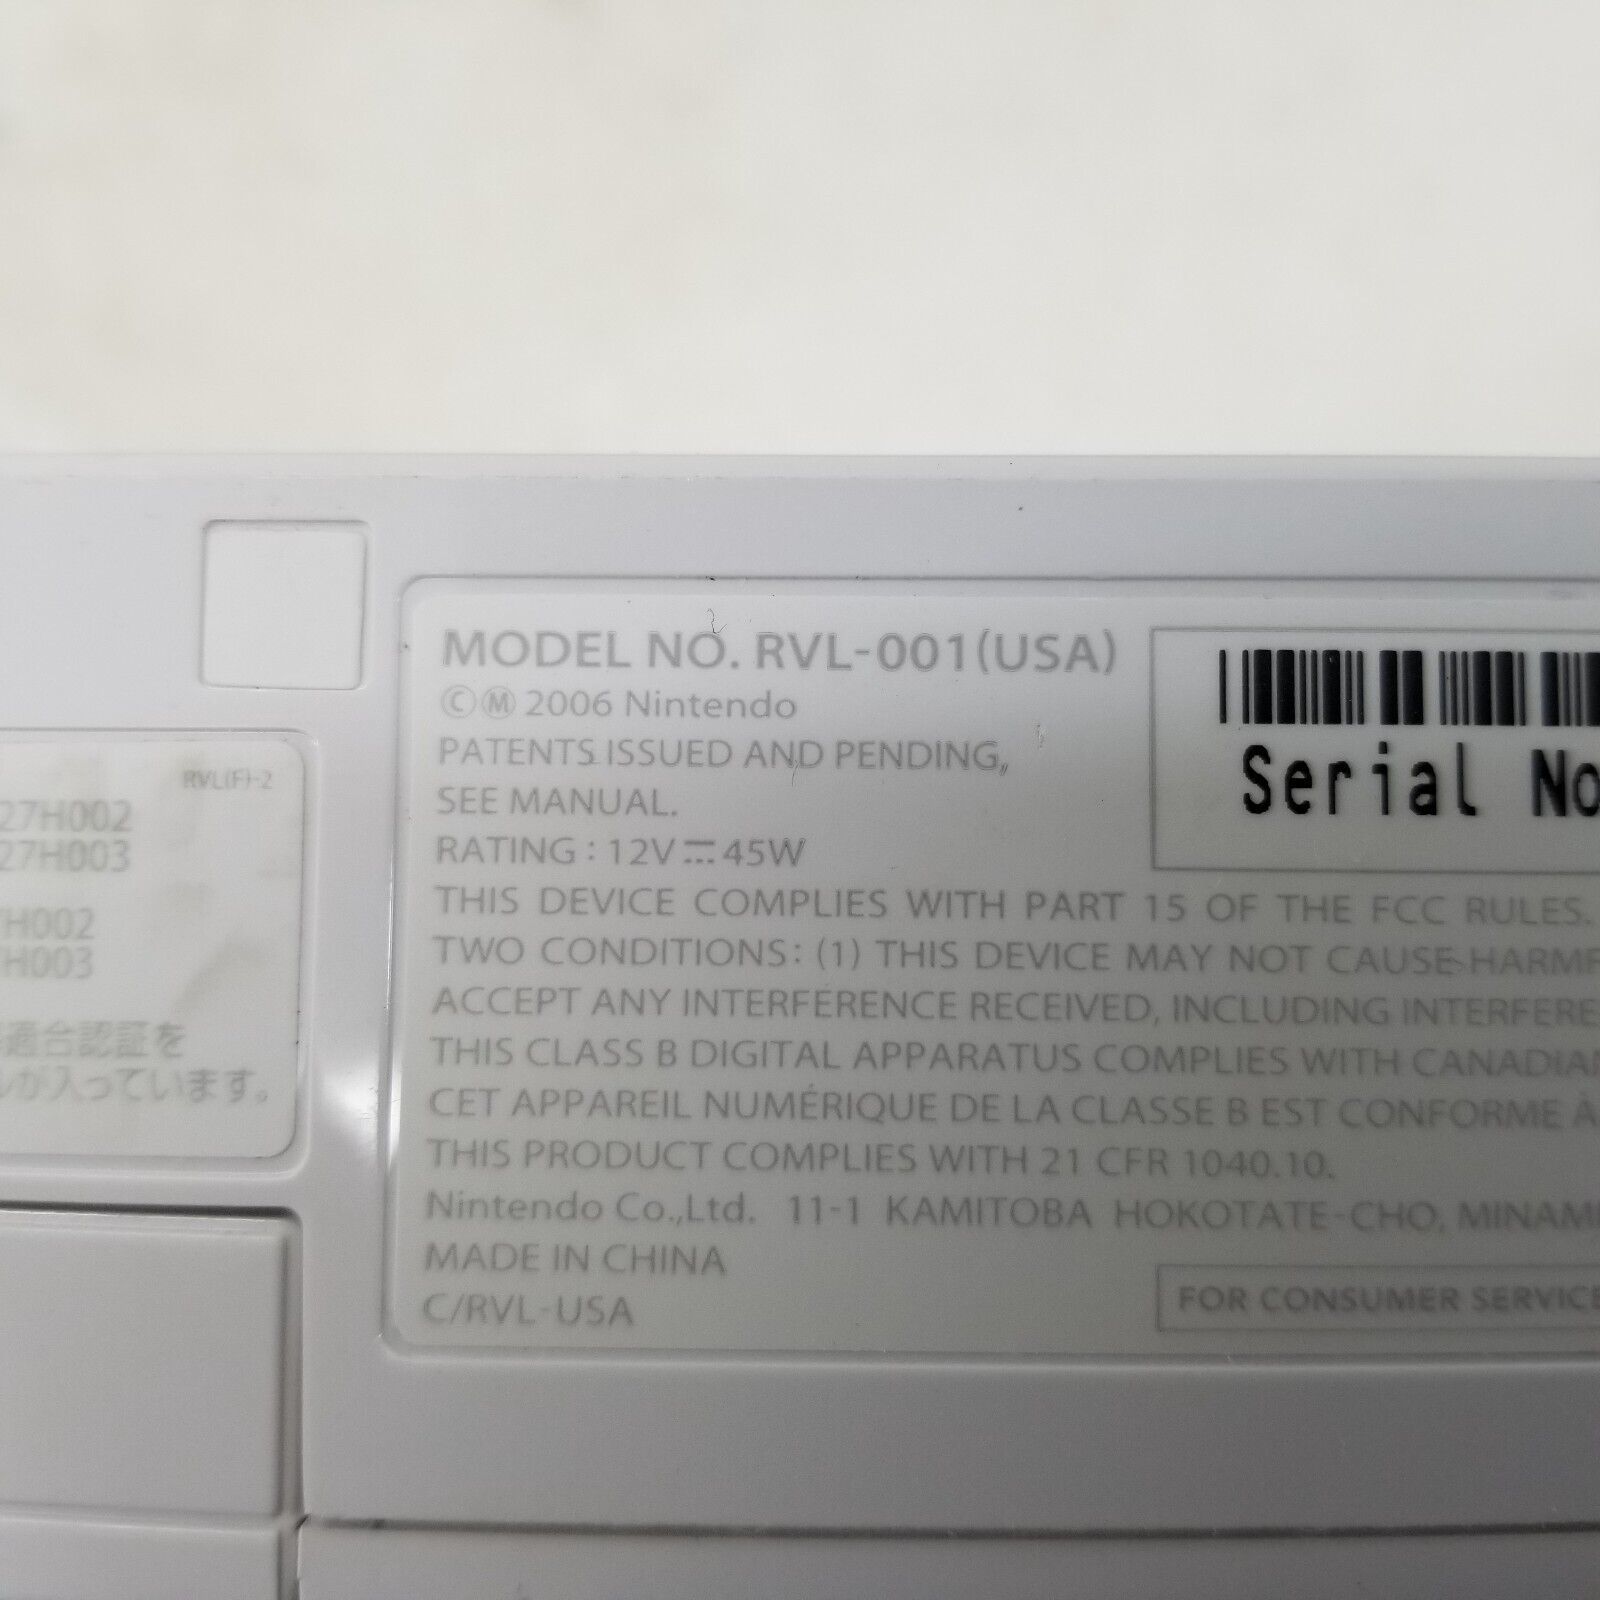 RVL(F)-2
27H002
27H003
7H002
H003
適合認証を
が入っています。
MODEL NO. RVL-001(USA)
ⒸⓂ 2006 Nintendo
PATENTS ISSUED AND PENDING,
SEE MANUAL.
RATING : 12V⎓45W
THIS DEVICE COMPLIES WITH PART 15 OF THE FCC RULES.
TWO CONDITIONS: (1) THIS DEVICE MAY NOT CAUSE HARMF
ACCEPT ANY INTERFERENCE RECEIVED, INCLUDING INTERFERE
THIS CLASS B DIGITAL APPARATUS COMPLIES WITH CANADIAN
CET APPAREIL NUMÉRIQUE DE LA CLASSE B EST CONFORME À
THIS PRODUCT COMPLIES WITH 21 CFR 1040.10.
Nintendo Co.,Ltd. 11-1 KAMITOBA HOKOTATE-CHO, MINAMI
MADE IN CHINA
C/RVL-USA
Serial No
FOR CONSUMER SERVICE